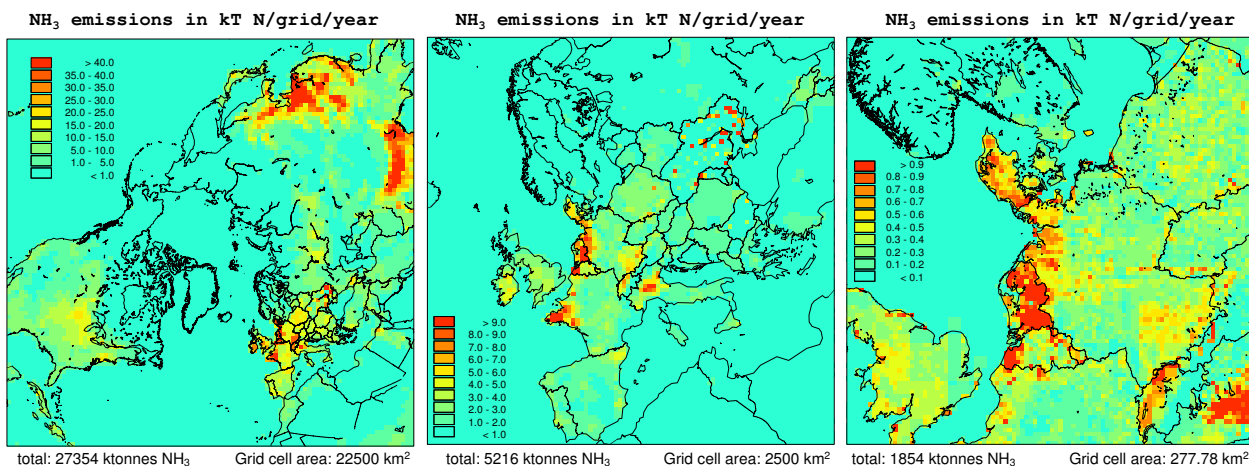 NH₃ emissions in kT N/grid/year
> 40.0
35.0 - 40.0
30.0 - 35.0
25.0 - 30.0
20.0 - 25.0
15.0 - 20.0
10.0 - 15.0
5.0 - 10.0
1.0 - 5.0
< 1.0
total: 27354 ktonnes NH₃ Grid cell area: 22500 km²
NH₃ emissions in kT N/grid/year
> 9.0
8.0 - 9.0
7.0 - 8.0
6.0 - 7.0
5.0 - 6.0
4.0 - 5.0
3.0 - 4.0
2.0 - 3.0
1.0 - 2.0
< 1.0
total: 5216 ktonnes NH₃ Grid cell area: 2500 km²
NH₃ emissions in kT N/grid/year
> 0.9
0.8 - 0.9
0.7 - 0.8
0.6 - 0.7
0.5 - 0.6
0.4 - 0.5
0.3 - 0.4
0.2 - 0.3
0.1 - 0.2
< 0.1
total: 1854 ktonnes NH₃ Grid cell area: 277.78 km²